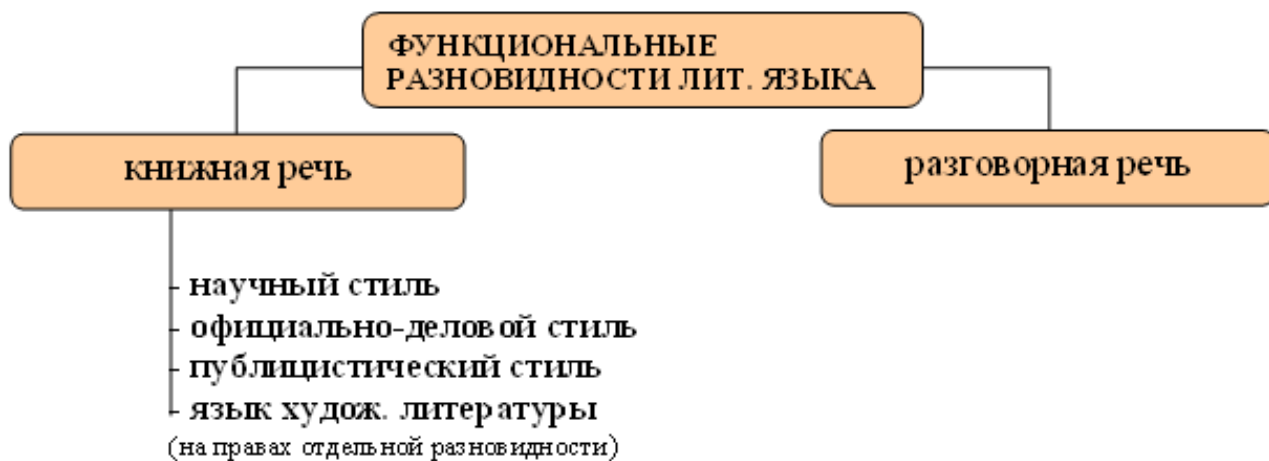 ФУНКЦИОНАЛЬНЫЕ
РАЗНОВИДНОСТИ ЛИТ. ЯЗЫКА
книжная речь
разговорная речь
- научный стиль
- официально-деловой стиль
- публицистический стиль
- язык худож. литературы
(на правах отдельной разновидности)